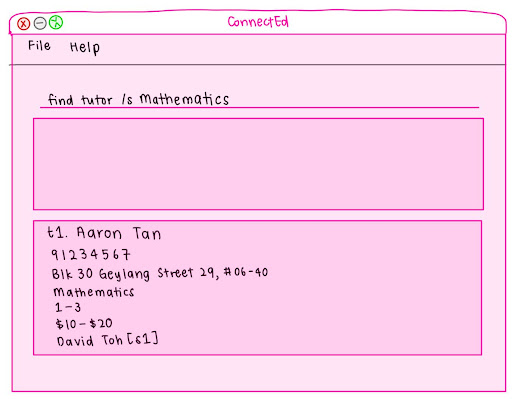 ConnectEd
File Help
find tutor /s Mathematics
t1. Aaron Tan
91234567
Blk 30 Geylang Street 29, #06-40
Mathematics
1-3
$10-$20
David Toh [s1]